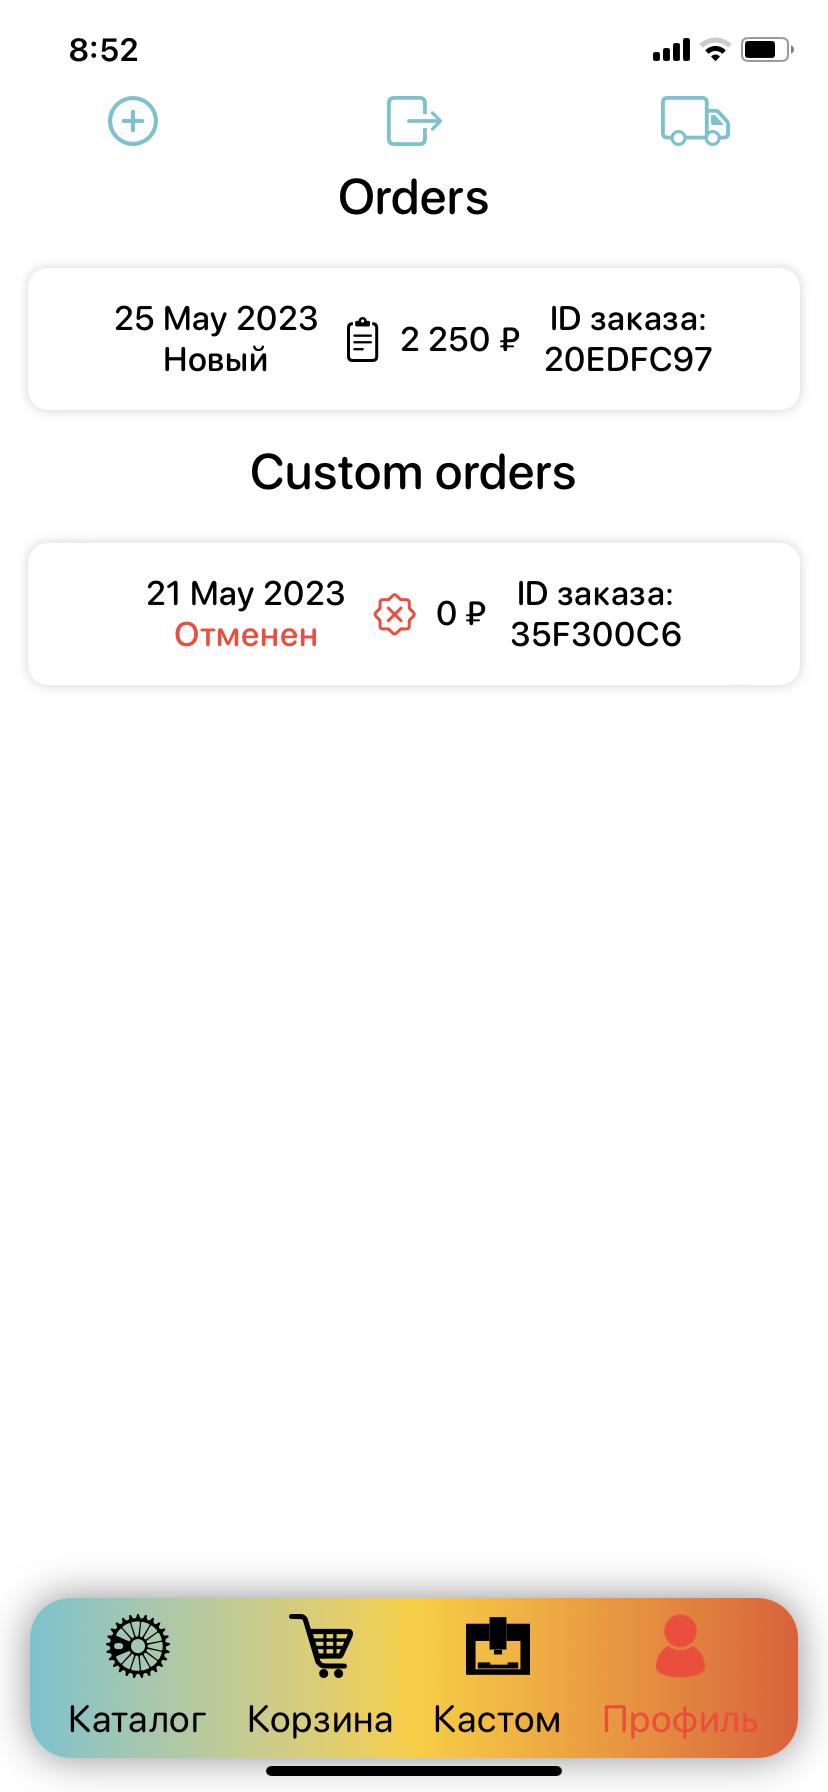 8:52
Orders
25 May 2023
Новый
2 250 ₽
ID заказа:
20EDFC97
Custom orders
21 May 2023
Отменен
0 ₽
ID заказа:
35F300C6
Каталог
Корзина
Кастом
Профиль